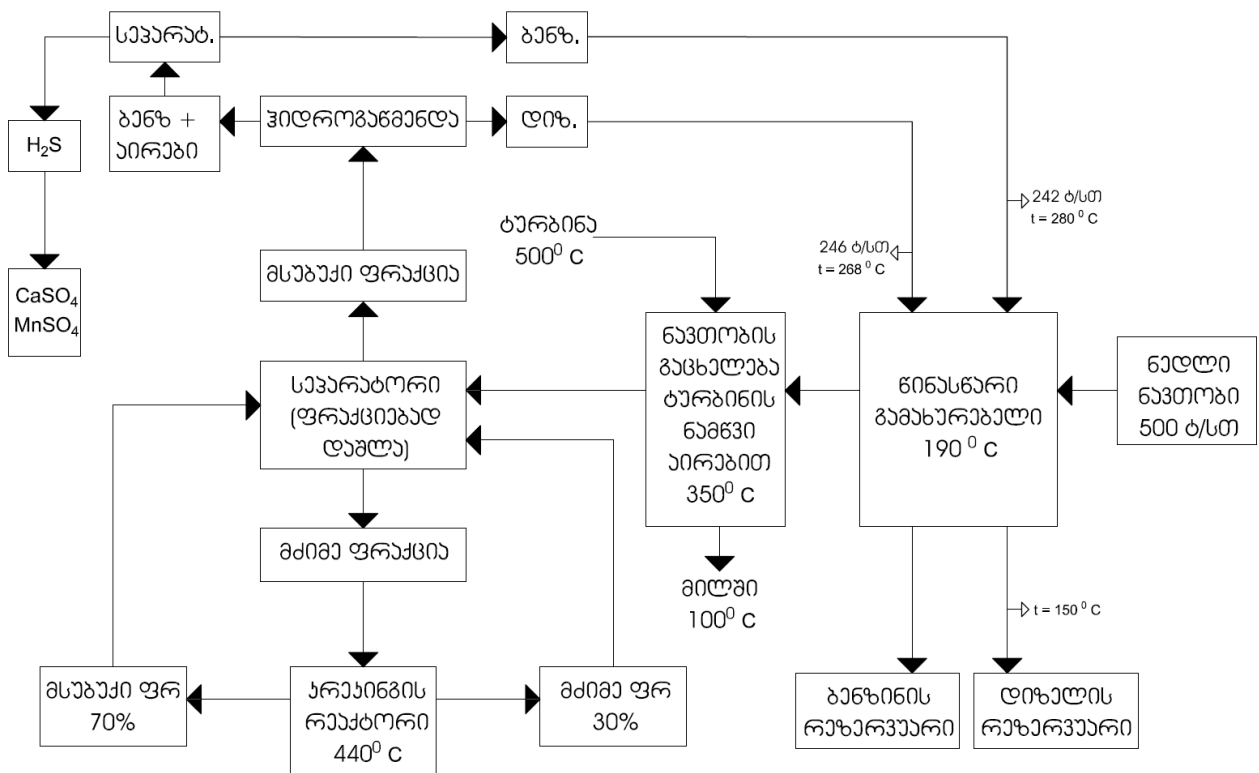 სეპარატ.
ბენზ.
H₂S
ბენზ +
აირები
ჰიდროგაწმენდა
დიზ.
CaSO₄
MnSO₄
მსუბუქი ფრაქცია
ტურბინა
500⁰ C
246 ტ/სთ
t = 268 ⁰ C
242 ტ/სთ
t = 280 ⁰ C
სეპარატორი
(ფრაქციებად
დაშლა)
ნავთობის
გაცხელება
ტურბინის
ნამწვი
აირებით
350⁰ C
წინასწარი
გამახურებელი
190 ⁰ C
ნედლი
ნავთობი
500 ტ/სთ
მძიმე ფრაქცია
მილში
100⁰ C
t = 150 ⁰ C
მსუბუქი ფრ
70%
კრეკინგის
რეაქტორი
440⁰ C
მძიმე ფრ
30%
ბენზინის
რეზერვუარი
დიზელის
რეზერვუარი